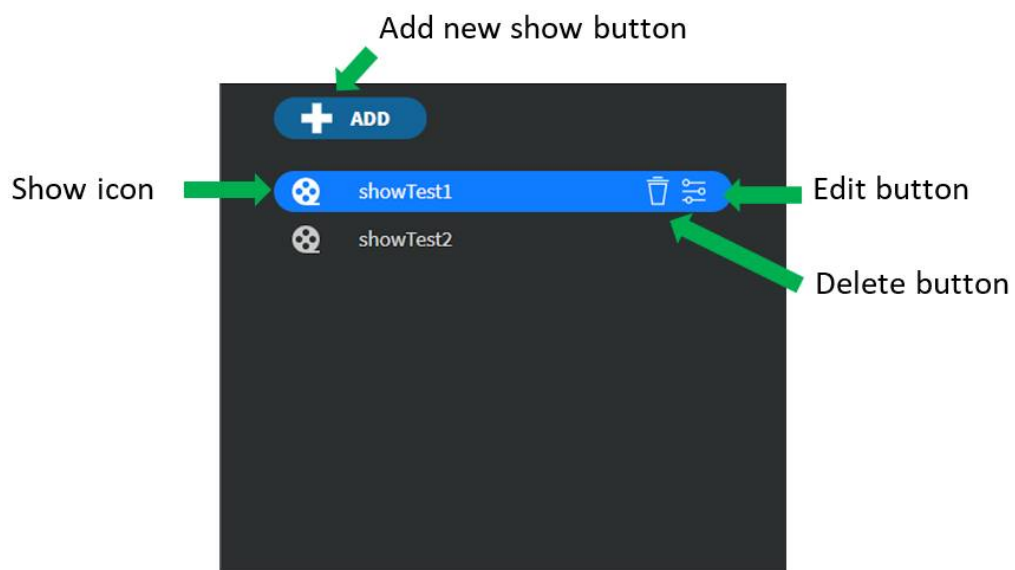 Add new show button
ADD
Show icon
showTest1
Edit button
showTest2
Delete button